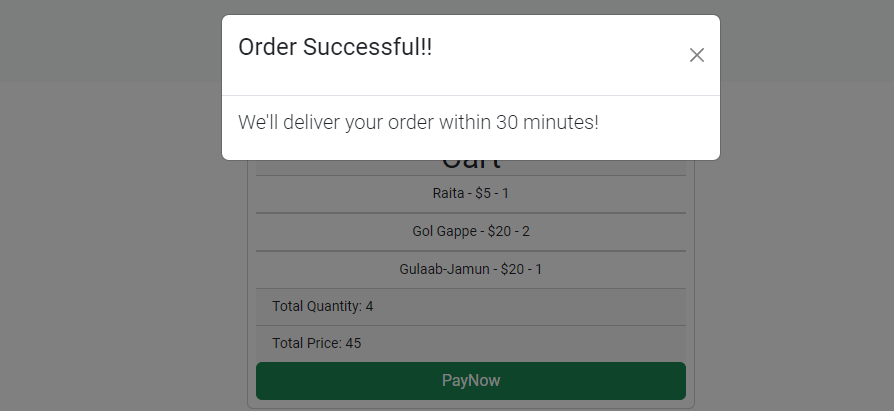 Order Successful!!
We'll deliver your order within 30 minutes!
Cart
Raita - $5 - 1
Gol Gappe - $20 - 2
Gulaab-Jamun - $20 - 1
Total Quantity: 4
Total Price: 45
PayNow